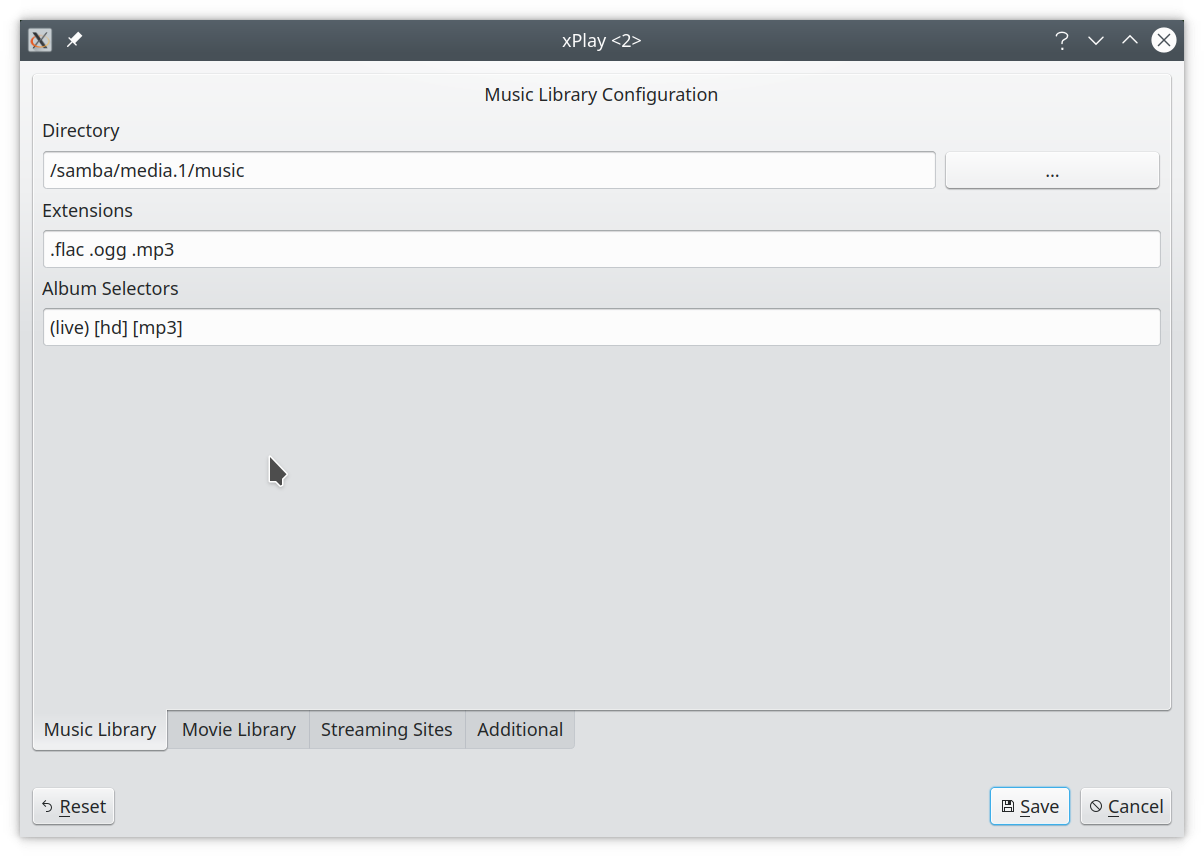 xPlay <2>
Music Library Configuration
Directory
/samba/media.1/music
...
Extensions
.flac .ogg .mp3
Album Selectors
(live) [hd] [mp3]
Music Library Movie Library Streaming Sites Additional
Reset Save Cancel